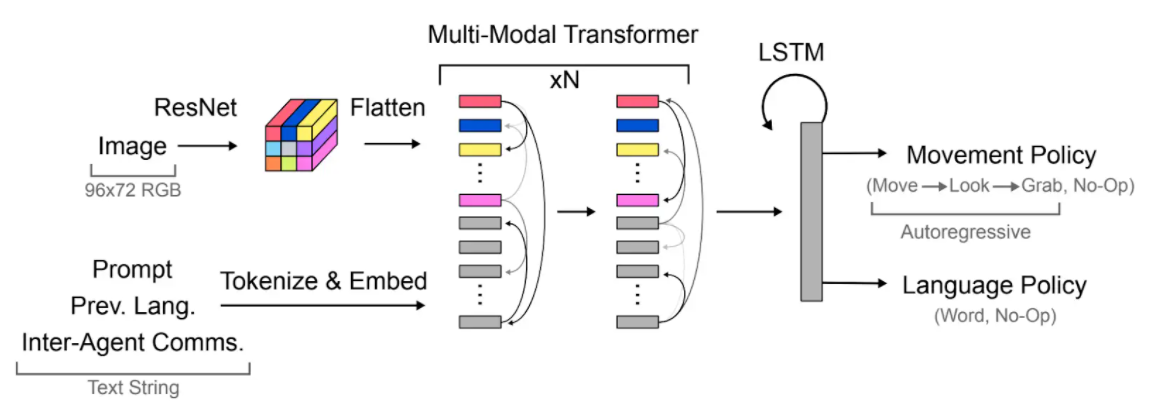 Multi-Modal Transformer
xN
LSTM
ResNet
Flatten
Image
96x72 RGB
Prompt
Prev. Lang.
Inter-Agent Comms.
Text String
Tokenize & Embed
Movement Policy
(Move → Look → Grab, No-Op)
Autoregressive
Language Policy
(Word, No-Op)